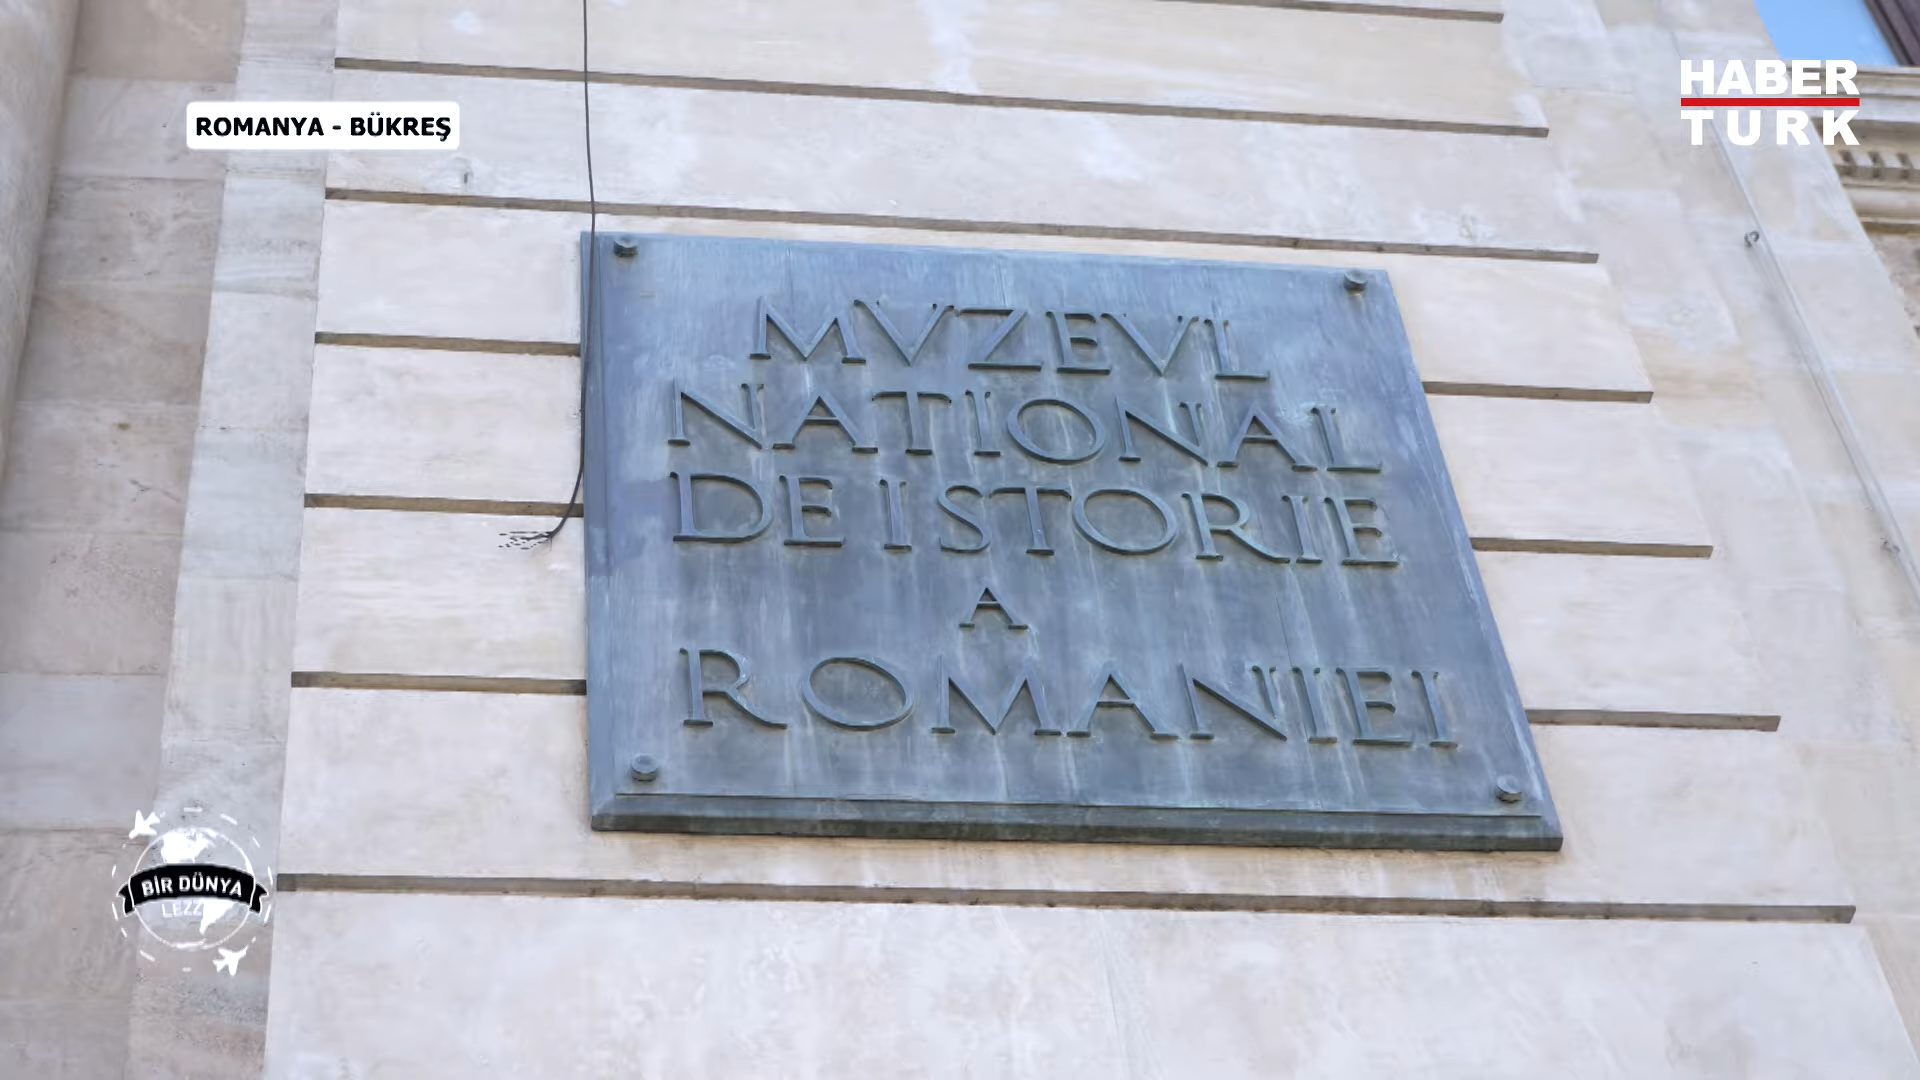 ROMANYA - BÜKREŞ
HABER
TURK
MVZEVL
NATIONAL
DE ISTORIE
A
ROMANIEI
BİR DÜNYA